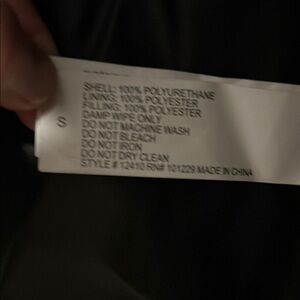 SHELL: 100% POLYURETHANE
LINING: 100% POLYESTER
FILLING: 100% POLYESTER
DAMP WIPE ONLY
S
DO NOT MACHINE WASH
DO NOT BLEACH
DO NOT IRON
DO NOT DRY CLEAN
STYLE # 12410 RN# 101229 MADE IN CHINA